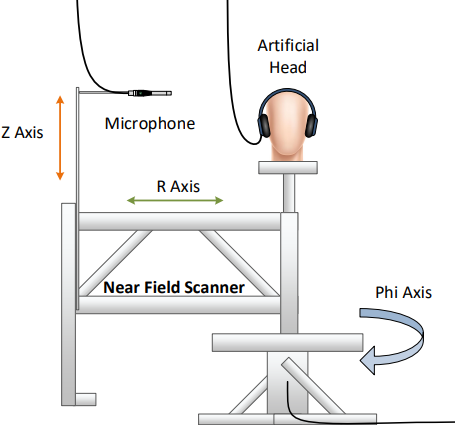 Artificial
Head
Microphone
Z Axis
R Axis
Near Field Scanner
Phi Axis